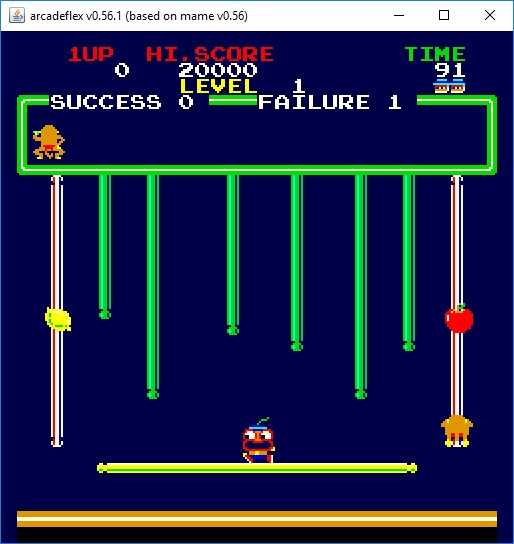 arcadeflex v0.56.1 (based on mame v0.56)
1UP HI.SCORE TIME
0 20000 91
LEVEL 1
SUCCESS 0 FAILURE 1